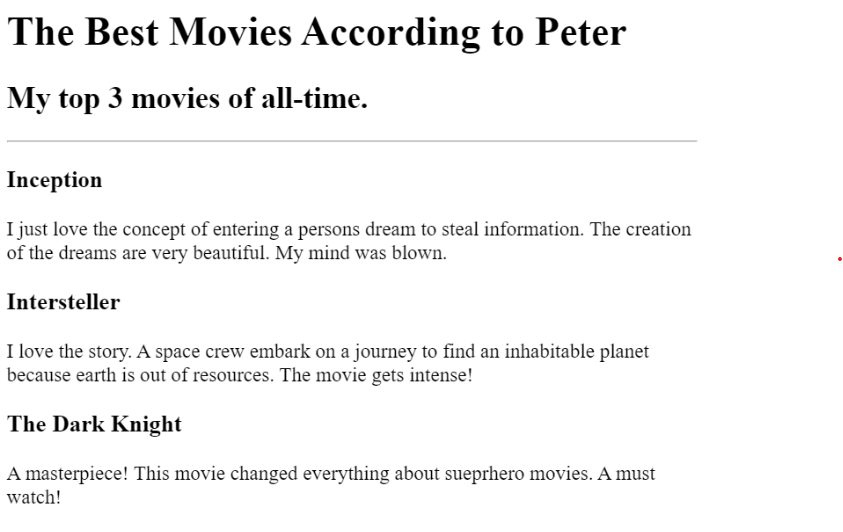 The Best Movies According to Peter
My top 3 movies of all-time.
Inception
I just love the concept of entering a persons dream to steal information. The creation
of the dreams are very beautiful. My mind was blown.
Intersteller
I love the story. A space crew embark on a journey to find an inhabitable planet
because earth is out of resources. The movie gets intense!
The Dark Knight
A masterpiece! This movie changed everything about sueprhero movies. A must
watch!